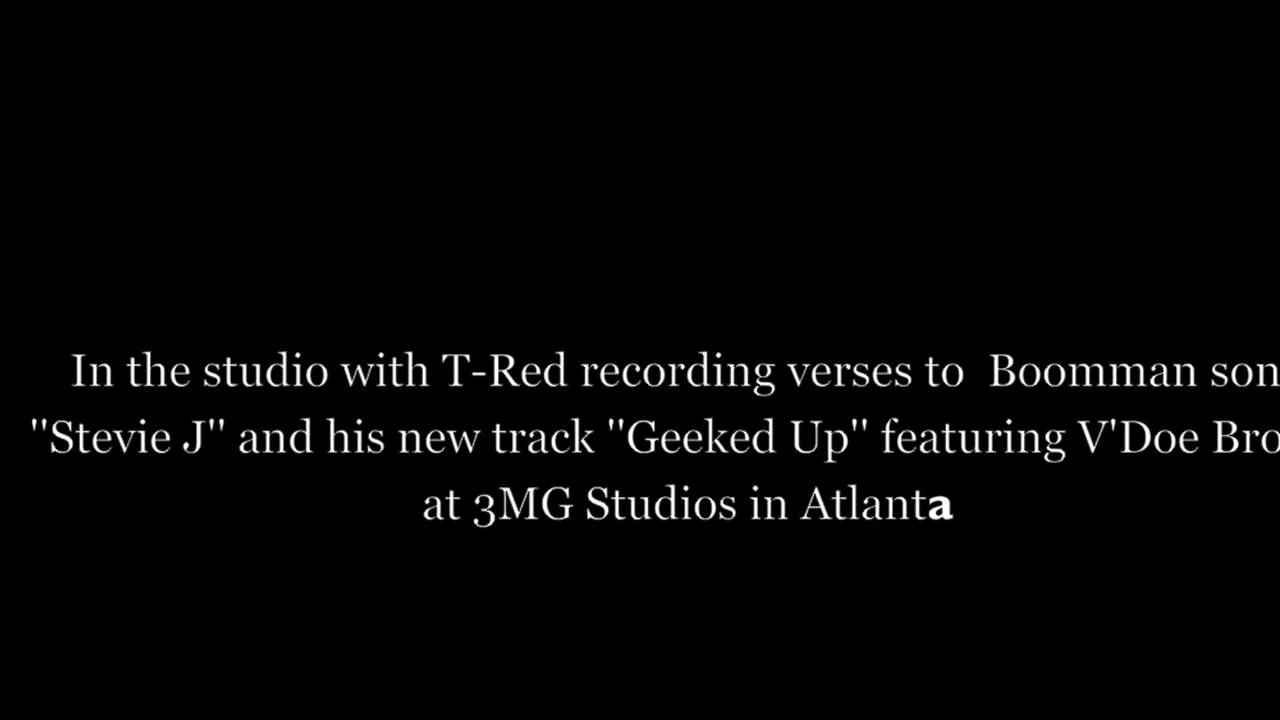 In the studio with T-Red recording verses to  Boomman son
"Stevie J" and his new track "Geeked Up" featuring V'Doe Bro
at 3MG Studios in Atlanta